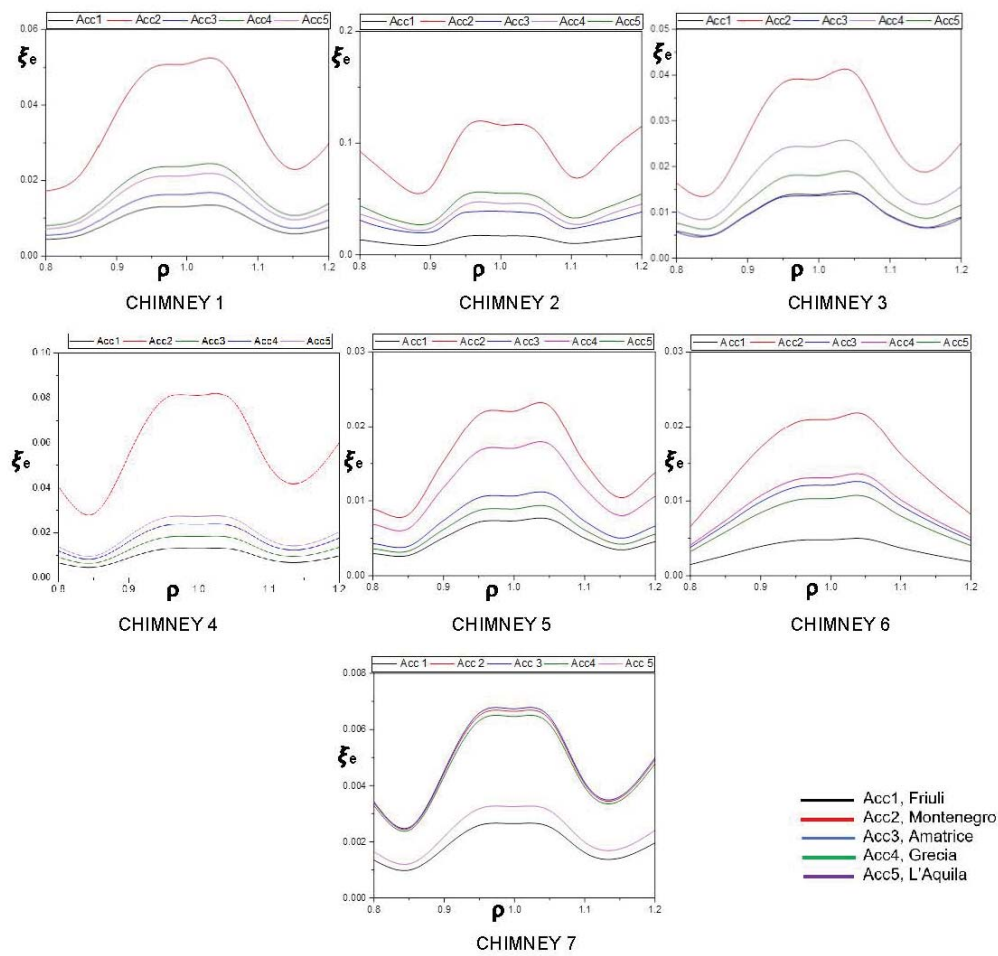 Acc1 Acc2 Acc3 Acc4 Acc5
0.06
0.04
0.02
0.00
ξe
0.8 0.9 1.0 1.1 1.2
ρ
CHIMNEY 1
Acc1 Acc2 Acc3 Acc4 Acc5
0.2
0.1
0.0
ξe
0.8 0.9 1.0 1.1 1.2
ρ
CHIMNEY 2
Acc1 Acc2 Acc3 Acc4 Acc5
0.05
0.04
0.03
0.02
0.01
0.00
ξe
0.8 0.9 1.0 1.1 1.2
ρ
CHIMNEY 3
Acc1 Acc2 Acc3 Acc4 Acc5
0.10
0.08
0.06
0.04
0.02
0.00
ξe
0.8 0.9 1.0 1.1 1.2
ρ
CHIMNEY 4
Acc1 Acc2 Acc3 Acc4 Acc5
0.03
0.02
0.01
0.00
ξe
0.8 0.9 1.0 1.1 1.2
ρ
CHIMNEY 5
Acc1 Acc2 Acc3 Acc4 Acc5
0.03
0.02
0.01
0.00
ξe
0.8 0.9 1.0 1.1 1.2
ρ
CHIMNEY 6
Acc 1 Acc 2 Acc 3 Acc4 Acc 5
0.008
0.006
0.004
0.002
0.000
ξe
0.8 0.9 1.0 1.1 1.2
ρ
CHIMNEY 7
Acc1, Friuli
Acc2, Montenegro
Acc3, Amatrice
Acc4, Grecia
Acc5, L'Aquila